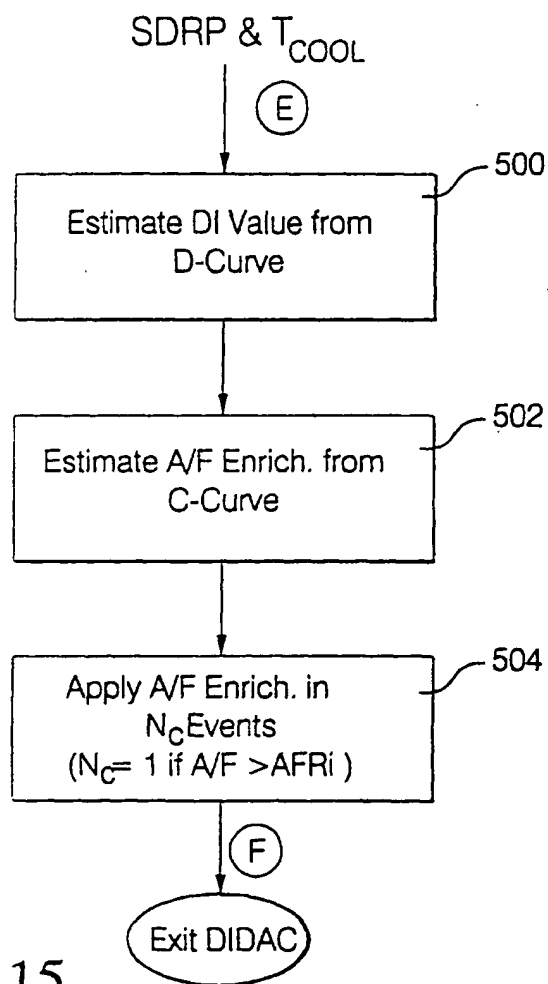 SDRP & T_COOL
E
500
Estimate DI Value from
D-Curve
502
Estimate A/F Enrich. from
C-Curve
504
Apply A/F Enrich. in
N_C Events
(N_C= 1 if A/F >AFRi )
F
Exit DIDAC
15